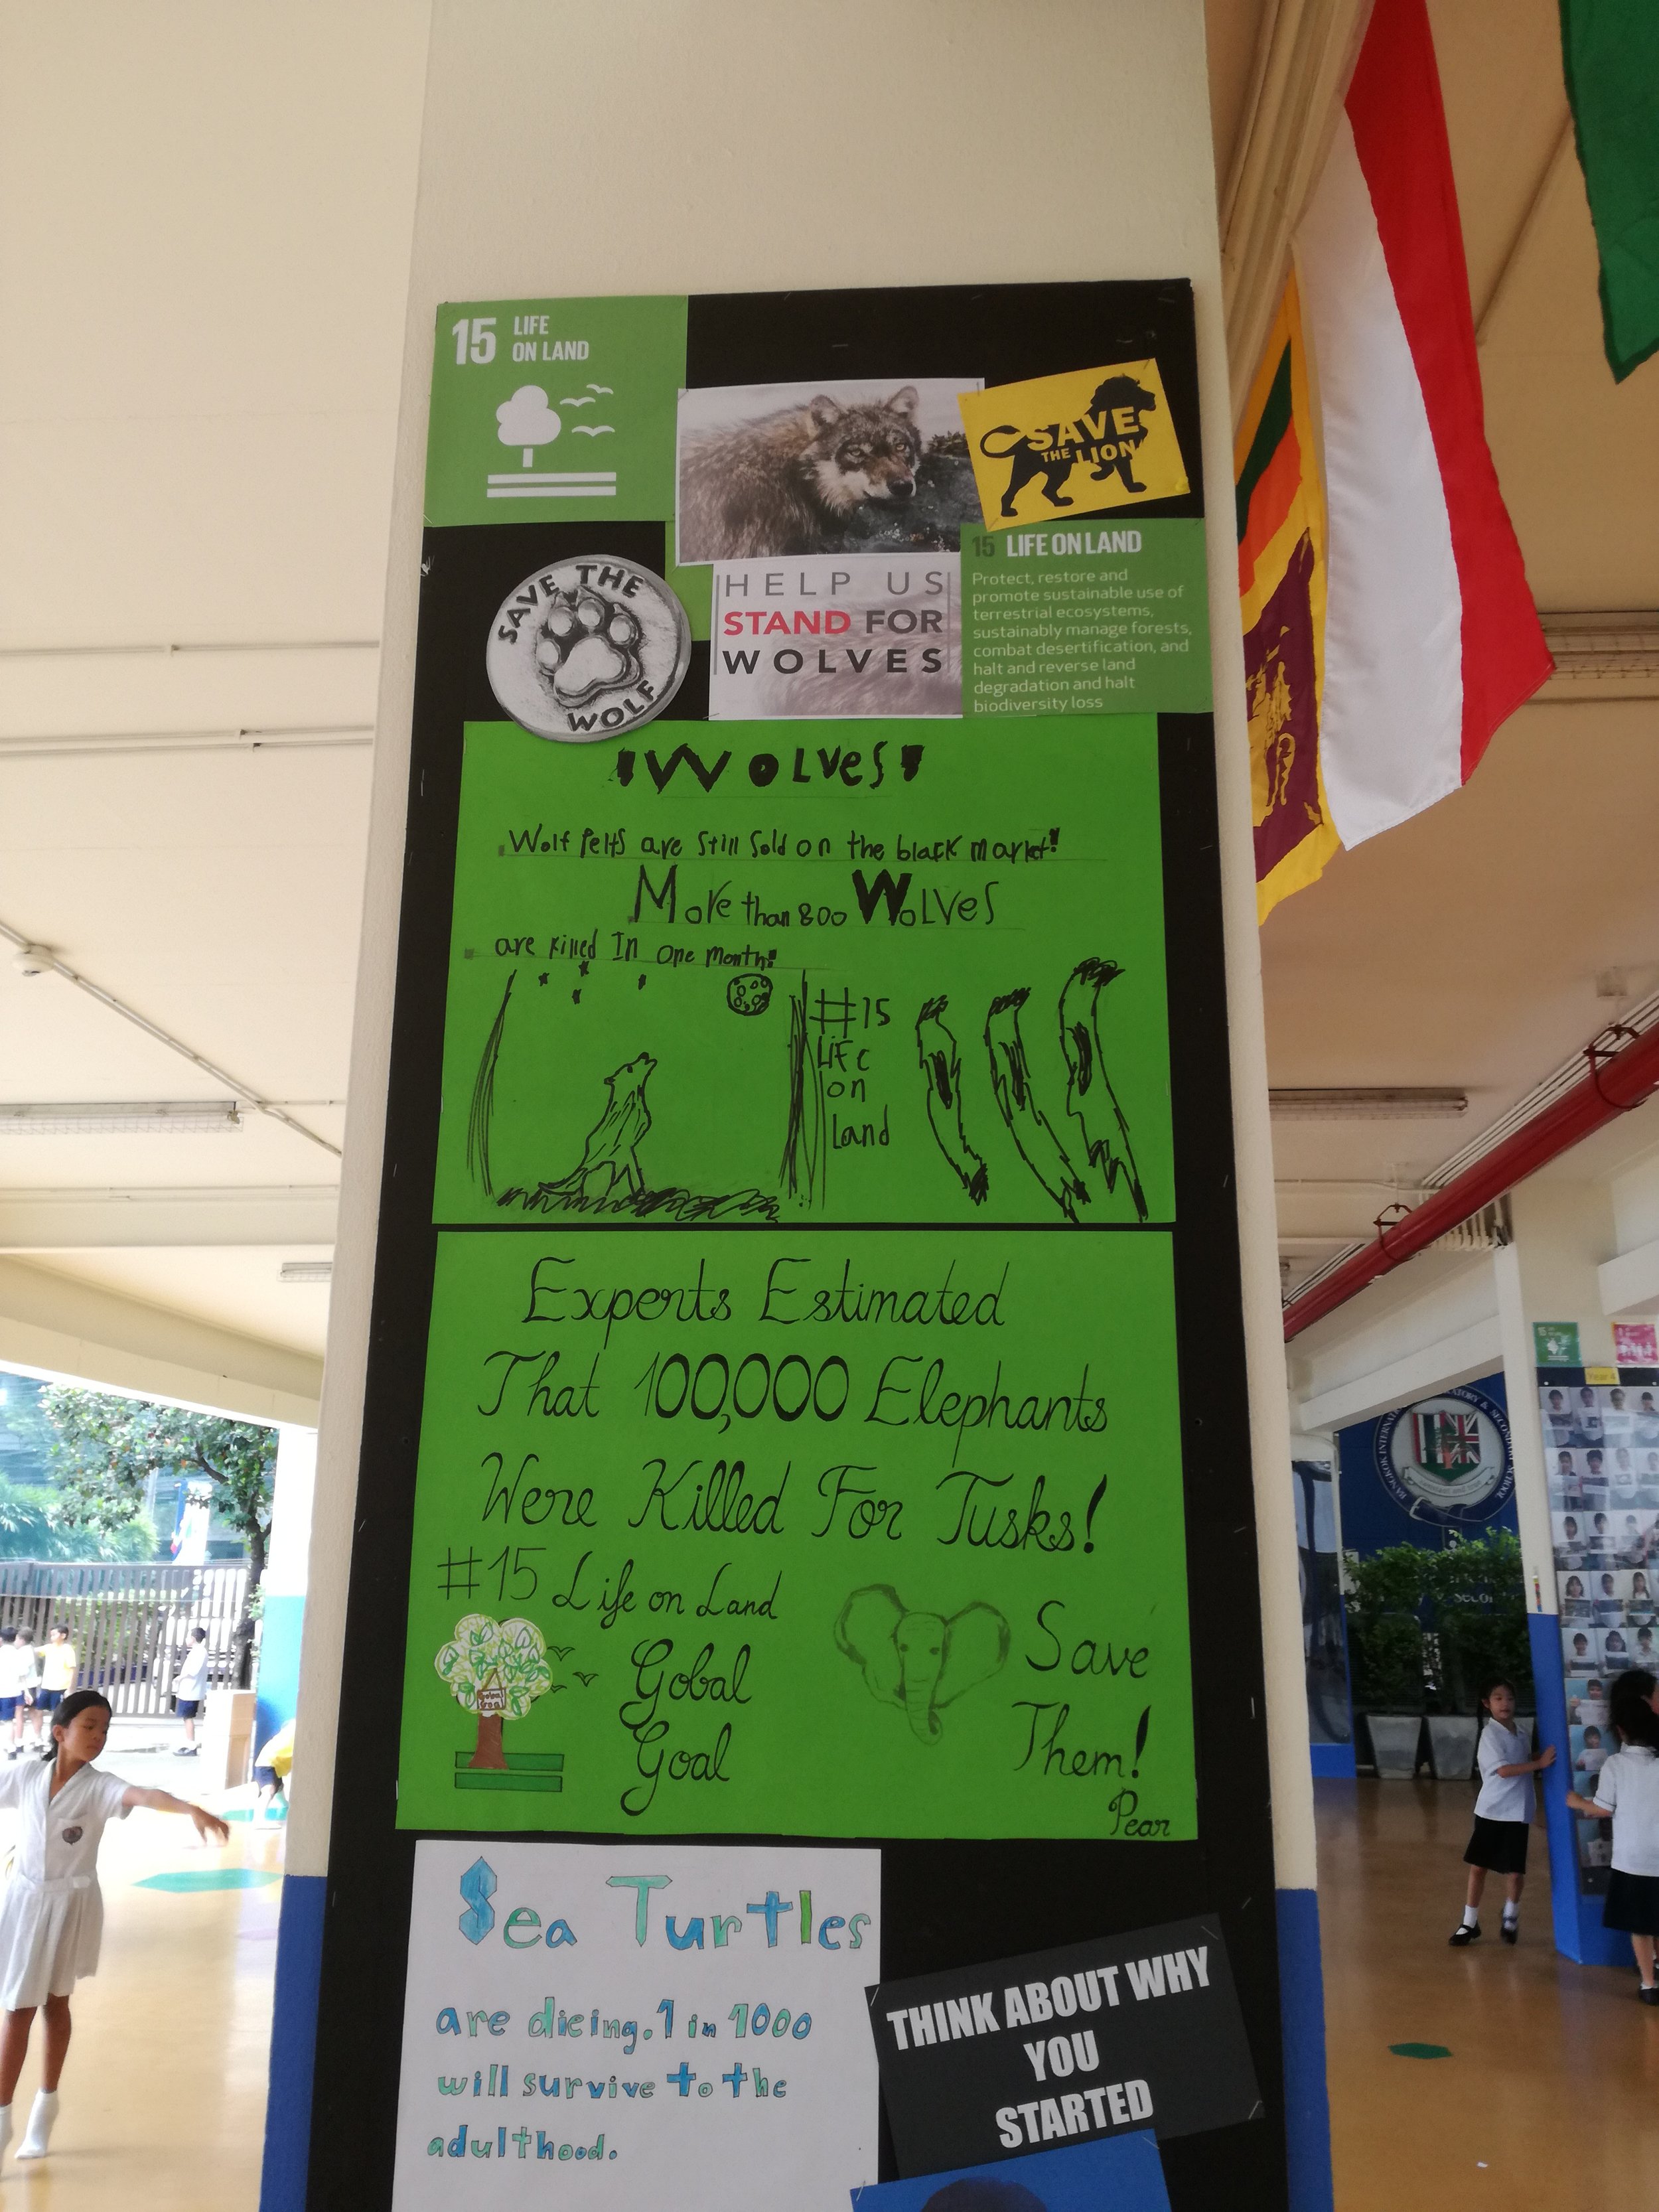 15 LIFE
ON LAND
SAVE
THE LION
SAVE THE
WOLF
HELP US
STAND FOR
WOLVES
15 LIFE ON LAND
Protect, restore and
promote sustainable use of
terrestrial ecosystems,
sustainably manage forests,
combat desertification, and
halt and reverse land
degradation and halt
biodiversity loss
WOLVES
Wolf Pelts are Still Sold on the black market!
More than 800 WOLVES
are killed In one month!
#15
LiFe
on
Land
Experts Estimated
That 100,000 Elephants
Were Killed For Tusks!
#15 Life on Land
Gobal
Goal
Save
Them!
Pear
Sea Turtles
are dieing. 1 in 1000
will survive to the
adulthood.
THINK ABOUT WHY
YOU
STARTED
Year 4